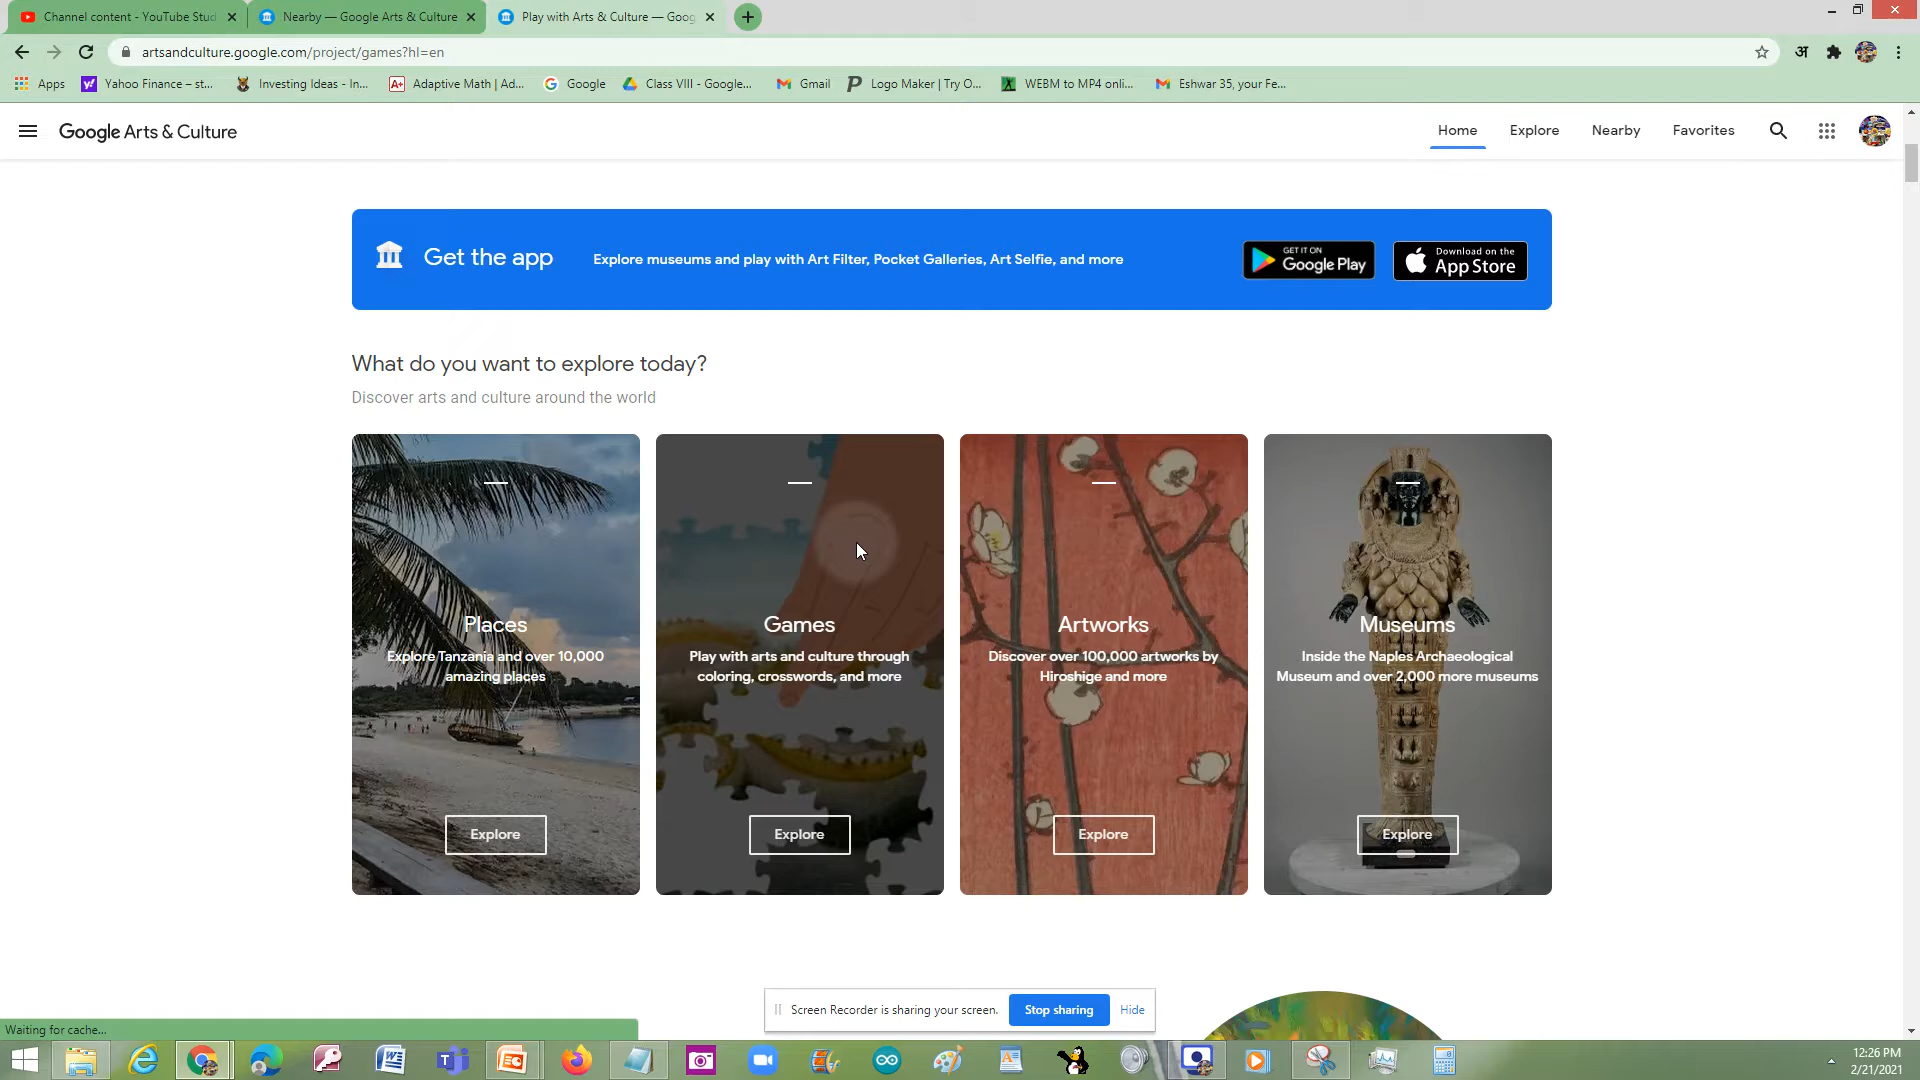 Channel content - YouTube Stud
Nearby — Google Arts & Culture
Play with Arts & Culture — Goog
artsandculture.google.com/project/games?hl=en
Apps
Yahoo Finance – st...
Investing Ideas - In...
Adaptive Math | Ad...
Google
Class VIII - Google...
Gmail
Logo Maker | Try O...
WEBM to MP4 onli...
Eshwar 35, your Fe...
Google Arts & Culture
Home
Explore
Nearby
Favorites
Get the app
Explore museums and play with Art Filter, Pocket Galleries, Art Selfie, and more
GET IT ON
Google Play
Download on the
App Store
What do you want to explore today?
Discover arts and culture around the world
Places
Explore Tanzania and over 10,000
amazing places
Explore
Games
Play with arts and culture through
coloring, crosswords, and more
Explore
Artworks
Discover over 100,000 artworks by
Hiroshige and more
Explore
Museums
Inside the Naples Archaeological
Museum and over 2,000 more museums
Explore
Screen Recorder is sharing your screen.
Stop sharing
Hide
Waiting for cache...
12:26 PM
2/21/2021